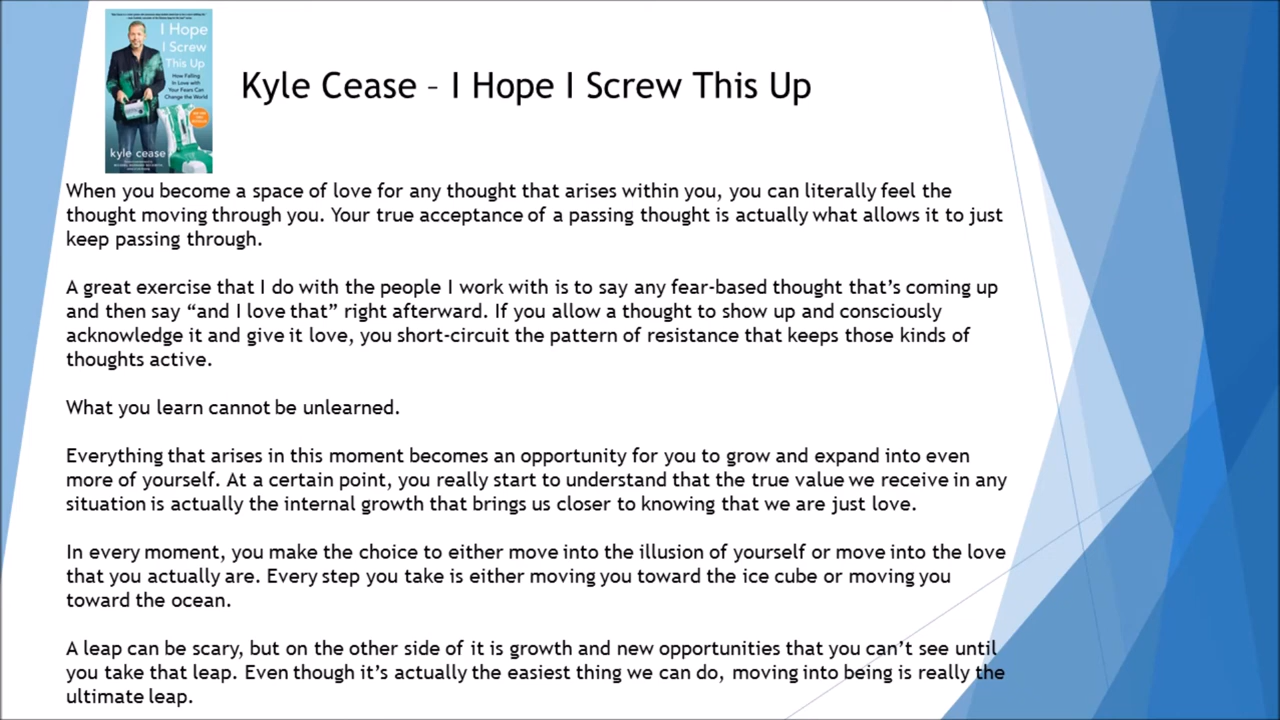 I Hope
I Screw
This Up
How Falling
In Love with
Your Fears Can
Change the World
kyle cease
Kyle Cease – I Hope I Screw This Up
When you become a space of love for any thought that arises within you, you can literally feel the
thought moving through you. Your true acceptance of a passing thought is actually what allows it to just
keep passing through.
A great exercise that I do with the people I work with is to say any fear-based thought that’s coming up
and then say “and I love that” right afterward. If you allow a thought to show up and consciously
acknowledge it and give it love, you short-circuit the pattern of resistance that keeps those kinds of
thoughts active.
What you learn cannot be unlearned.
Everything that arises in this moment becomes an opportunity for you to grow and expand into even
more of yourself. At a certain point, you really start to understand that the true value we receive in any
situation is actually the internal growth that brings us closer to knowing that we are just love.
In every moment, you make the choice to either move into the illusion of yourself or move into the love
that you actually are. Every step you take is either moving you toward the ice cube or moving you
toward the ocean.
A leap can be scary, but on the other side of it is growth and new opportunities that you can’t see until
you take that leap. Even though it’s actually the easiest thing we can do, moving into being is really the
ultimate leap.